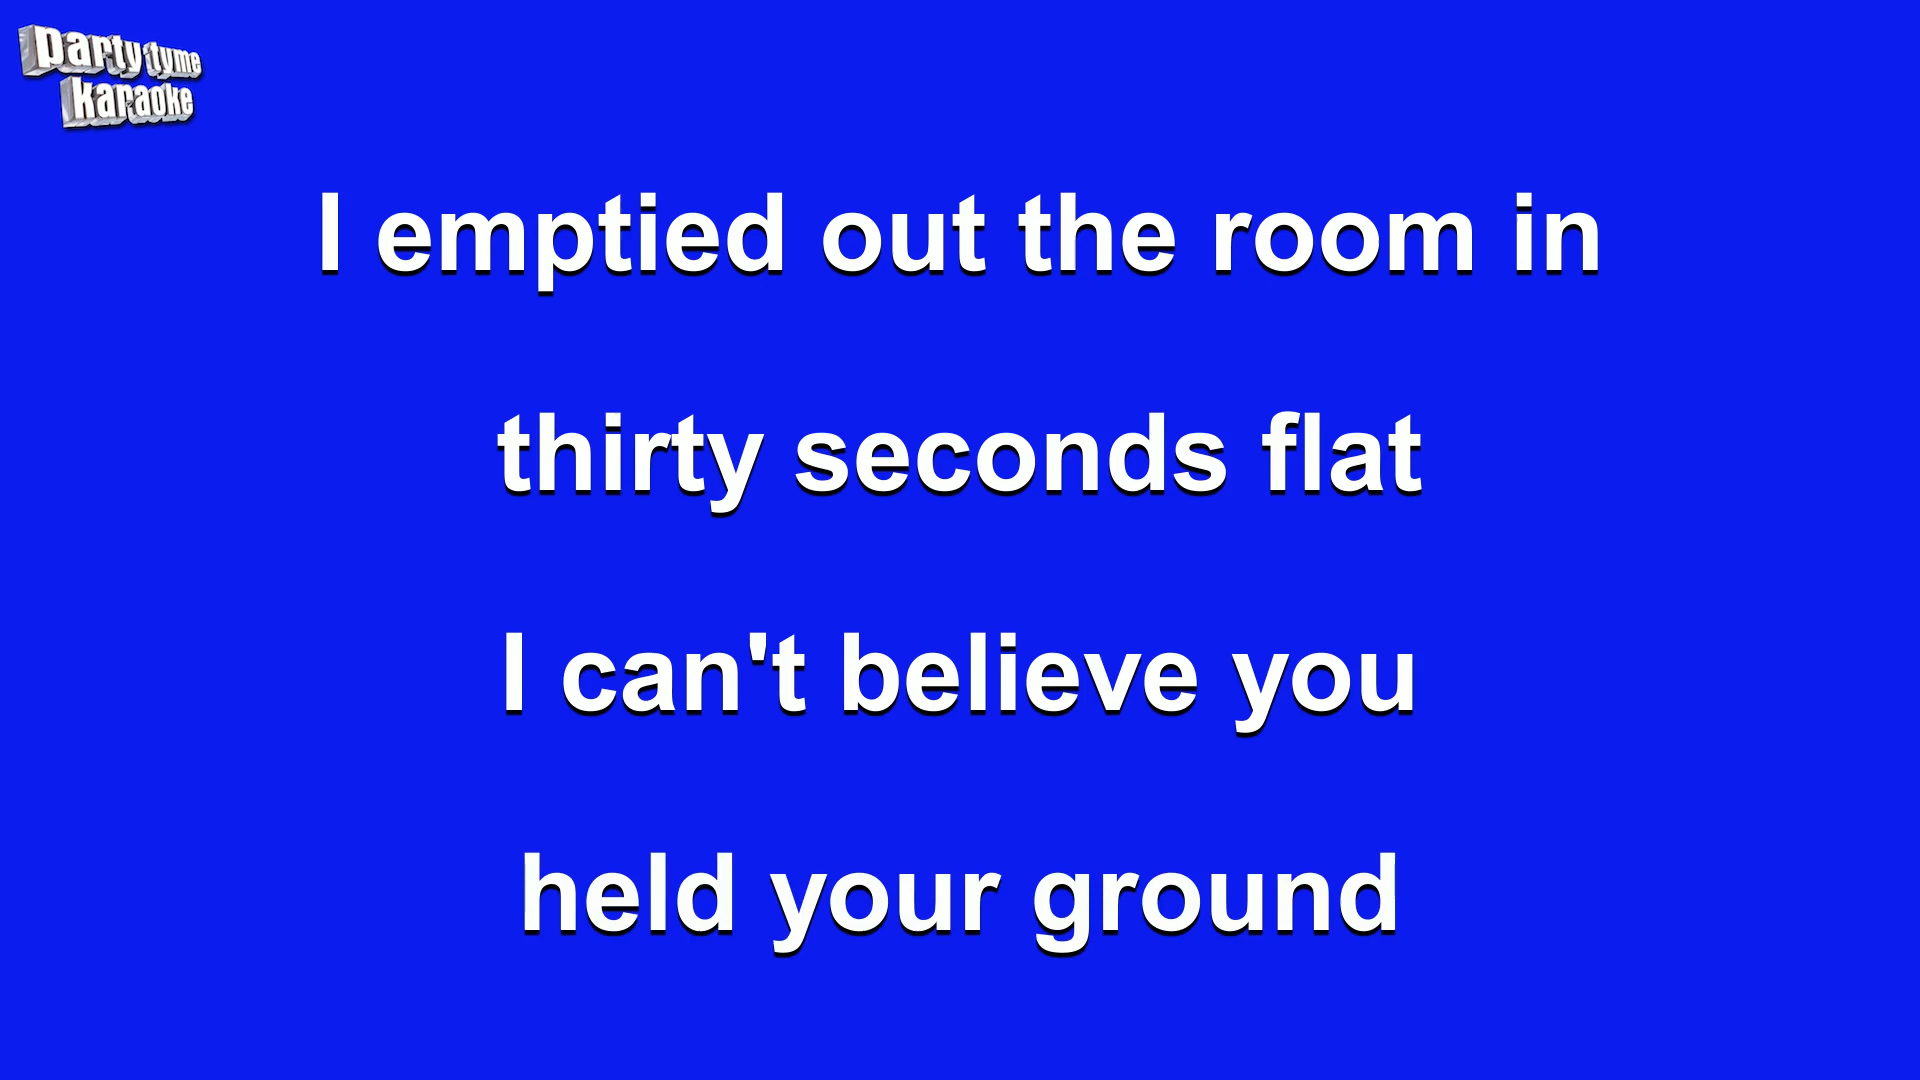 party tyme
karaoke
I emptied out the room in
thirty seconds flat
I can't believe you
held your ground